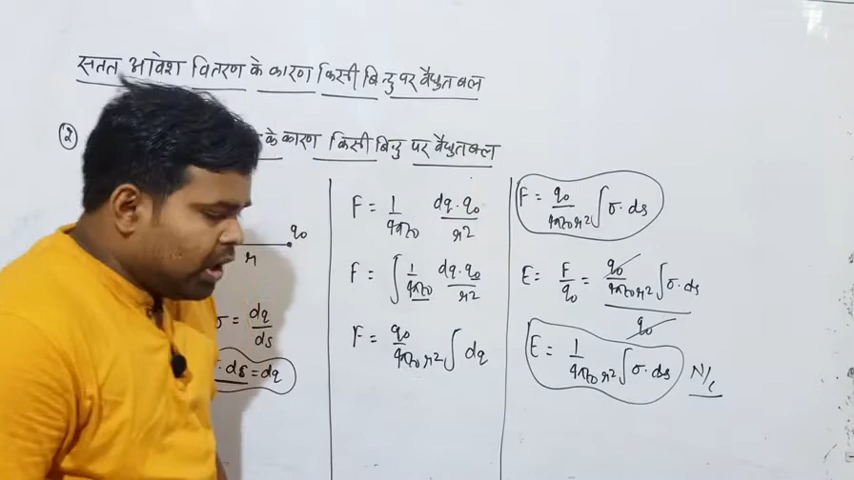 सतत आवेश वितरण के कारण किसी बिन्दु पर वैधुत बल
② के कारण किसी बिन्दु पर वैधुत बल
q₀
r
σ = dq/ds
σ·ds = dq
F = 1/4πε₀ dq·q₀/r²
F = ∫ 1/4πε₀ dq·q₀/r²
F = q₀/4πε₀r² ∫ dq
F = q₀/4πε₀r² ∫ σ·ds
E = F/q₀ = q₀/4πε₀r² ∫ σ·ds / q₀
E = 1/4πε₀r² ∫ σ·ds N/C